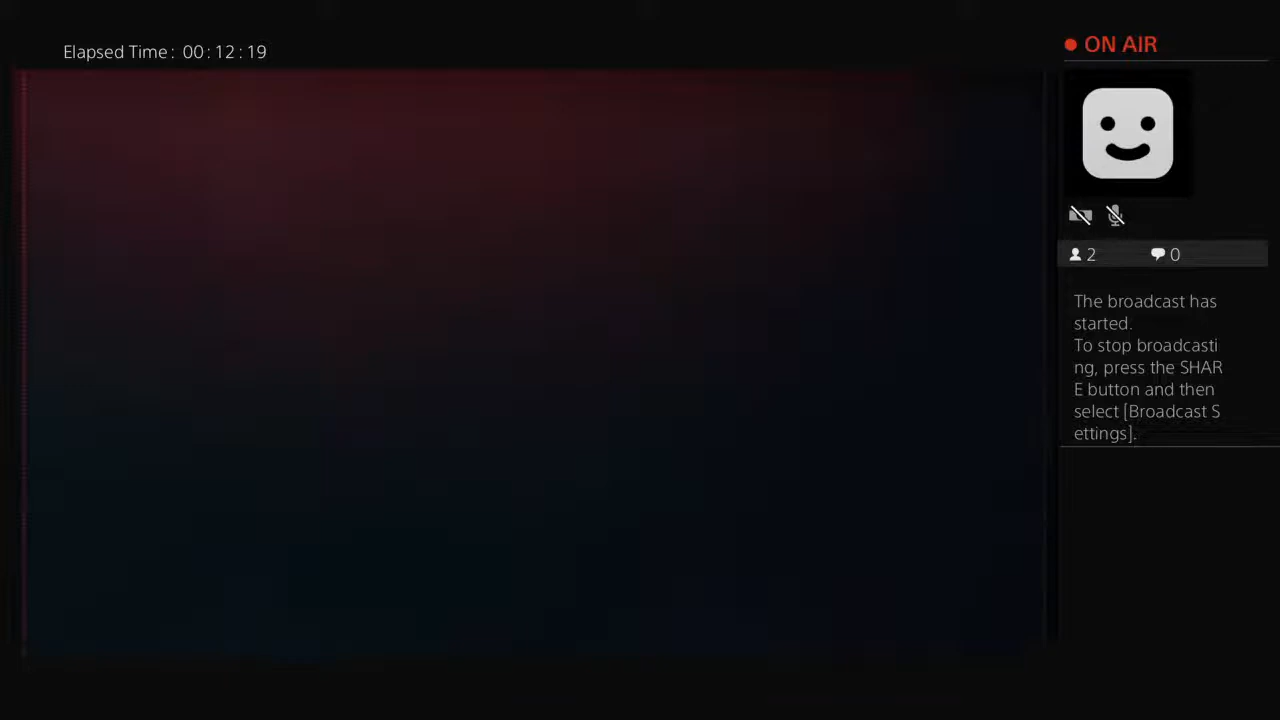 Elapsed Time: 00:12:19
ON AIR
2 0
The broadcast has
started.
To stop broadcasti
ng, press the SHAR
E button and then
select [Broadcast S
ettings].